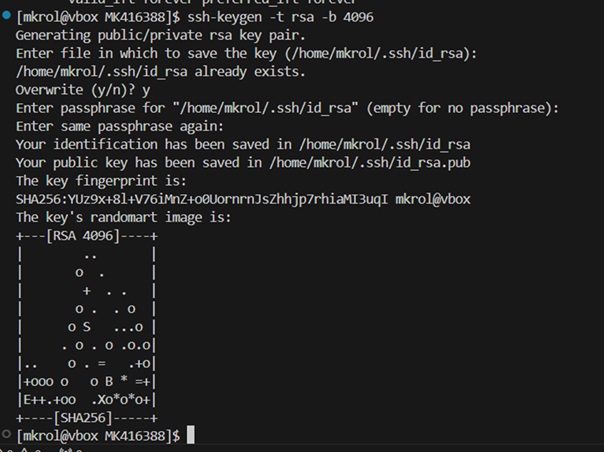 valid_lft forever preferred_lft forever
[mkrol@vbox MK416388]$ ssh-keygen -t rsa -b 4096
Generating public/private rsa key pair.
Enter file in which to save the key (/home/mkrol/.ssh/id_rsa):
/home/mkrol/.ssh/id_rsa already exists.
Overwrite (y/n)? y
Enter passphrase for "/home/mkrol/.ssh/id_rsa" (empty for no passphrase):
Enter same passphrase again:
Your identification has been saved in /home/mkrol/.ssh/id_rsa
Your public key has been saved in /home/mkrol/.ssh/id_rsa.pub
The key fingerprint is:
SHA256:YUz9x+8l+V76iMnZ+o0UornrnJsZhhjp7rhiaMI3uqI mkrol@vbox
The key's randomart image is:
+---[RSA 4096]----+
|        ..       |
|       o  .      |
|        +  . .   |
|       o .  . o  |
|      o S   ...o |
|     . o . o .o.o|
|..    o . =   .+o|
|+ooo o   o B * =+|
|E++.+oo  .Xo*o*o+|
+----[SHA256]-----+
[mkrol@vbox MK416388]$